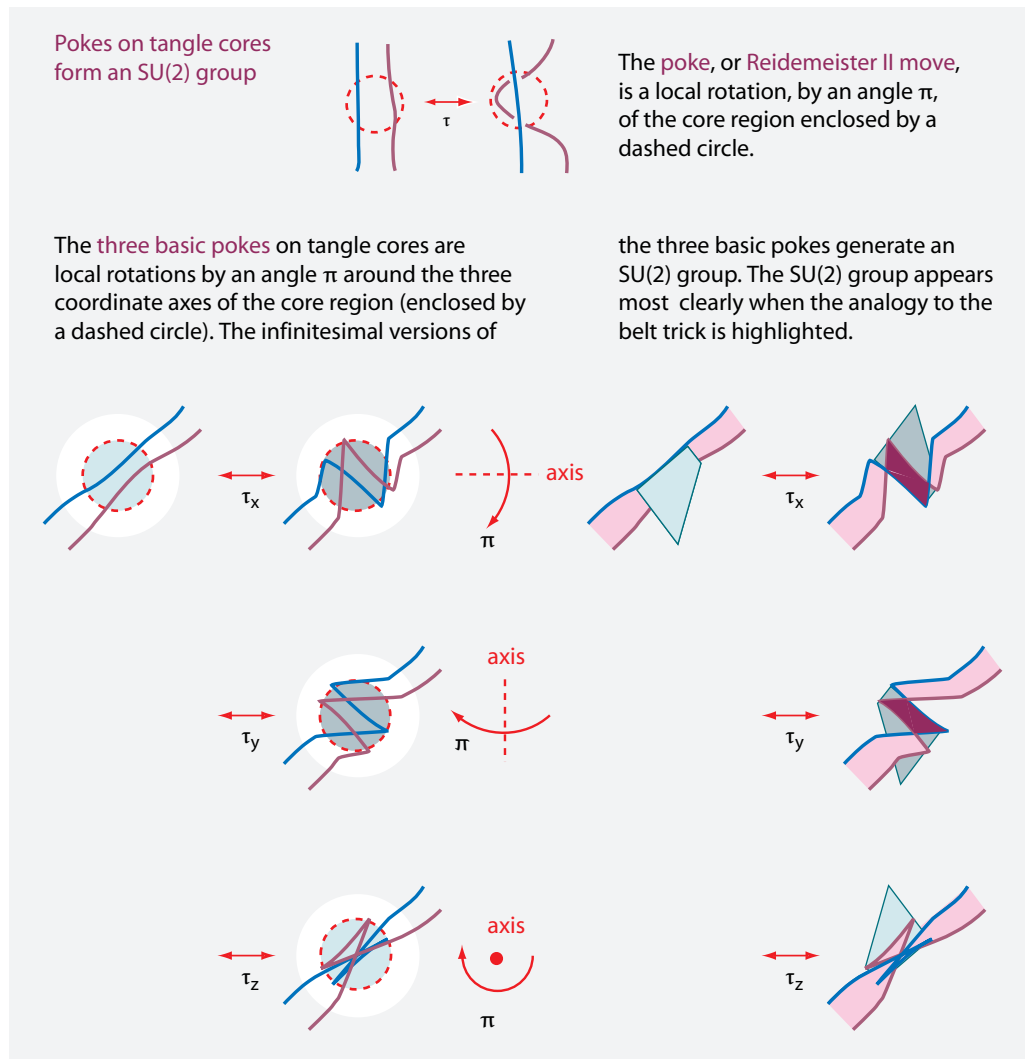 Pokes on tangle cores
form an SU(2) group
τ
The poke, or Reidemeister II move,
is a local rotation, by an angle π,
of the core region enclosed by a
dashed circle.
The three basic pokes on tangle cores are
local rotations by an angle π around the three
coordinate axes of the core region (enclosed by
a dashed circle). The infinitesimal versions of
the three basic pokes generate an
SU(2) group. The SU(2) group appears
most clearly when the analogy to the
belt trick is highlighted.
τx
axis
π
τx
τy
axis
π
τy
τz
axis
π
τz